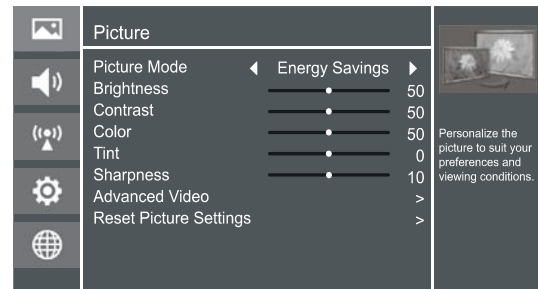 Picture
Picture Mode Energy Savings
Brightness 50
Contrast 50
Color 50
Tint 0
Sharpness 10
Advanced Video >
Reset Picture Settings >
Personalize the
picture to suit your
preferences and
viewing conditions.